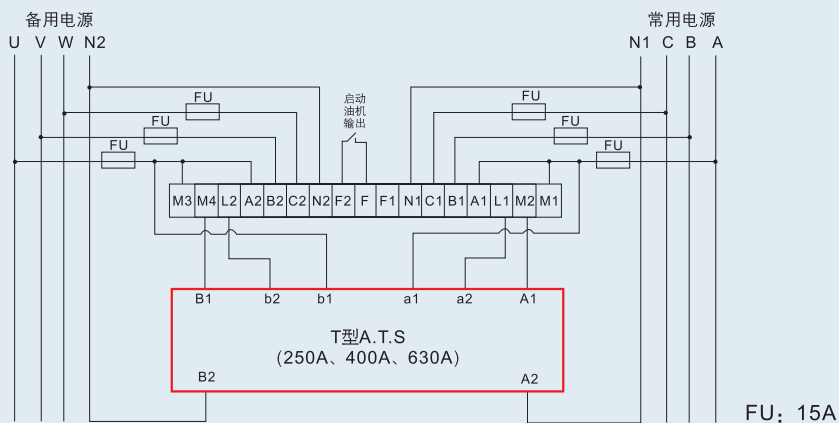 备用电源
常用电源
U V W N2
N1 C B A
FU
FU
FU
启动
油机
输出
FU
FU
FU
M3 M4 L2 A2 B2 C2 N2 F2 F F1 N1 C1 B1 A1 L1 M2 M1
B1 b2 b1 a1 a2 A1
T型A.T.S
(250A、400A、630A)
B2 A2
FU：15A